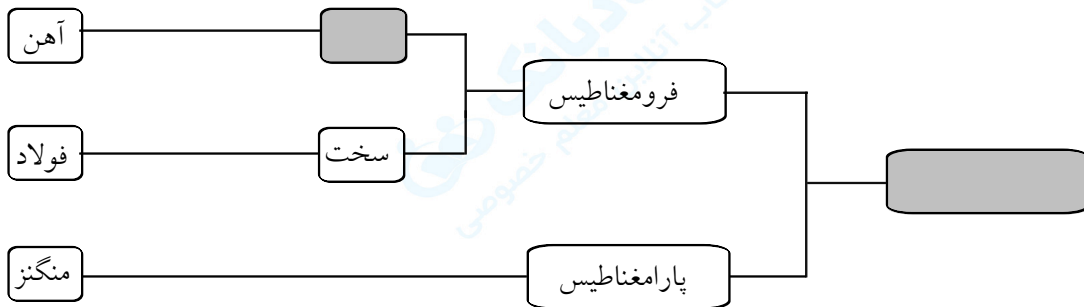 آهن
فرومغناطیس
سخت
فولاد
پارامغناطیس
منگنز